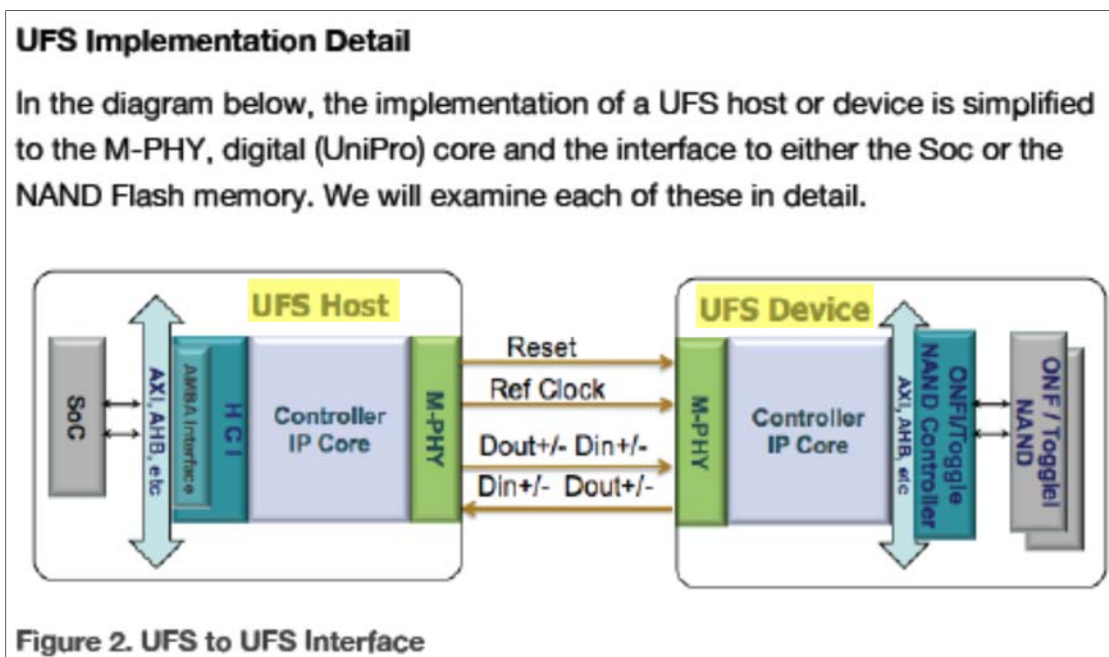 UFS Implementation Detail
In the diagram below, the implementation of a UFS host or device is simplified
to the M-PHY, digital (UniPro) core and the interface to either the Soc or the
NAND Flash memory. We will examine each of these in detail.
UFS Host
SoC
AXI, AHB, etc
AMBA Interface
HCI
Controller
IP Core
M-PHY
Reset
Ref Clock
Dout+/- Din+/-
Din+/- Dout+/-
UFS Device
M-PHY
Controller
IP Core
AXI, AHB, etc
ONFI/Toggle
NAND Controller
ONF / Togglel
NAND
Figure 2. UFS to UFS Interface